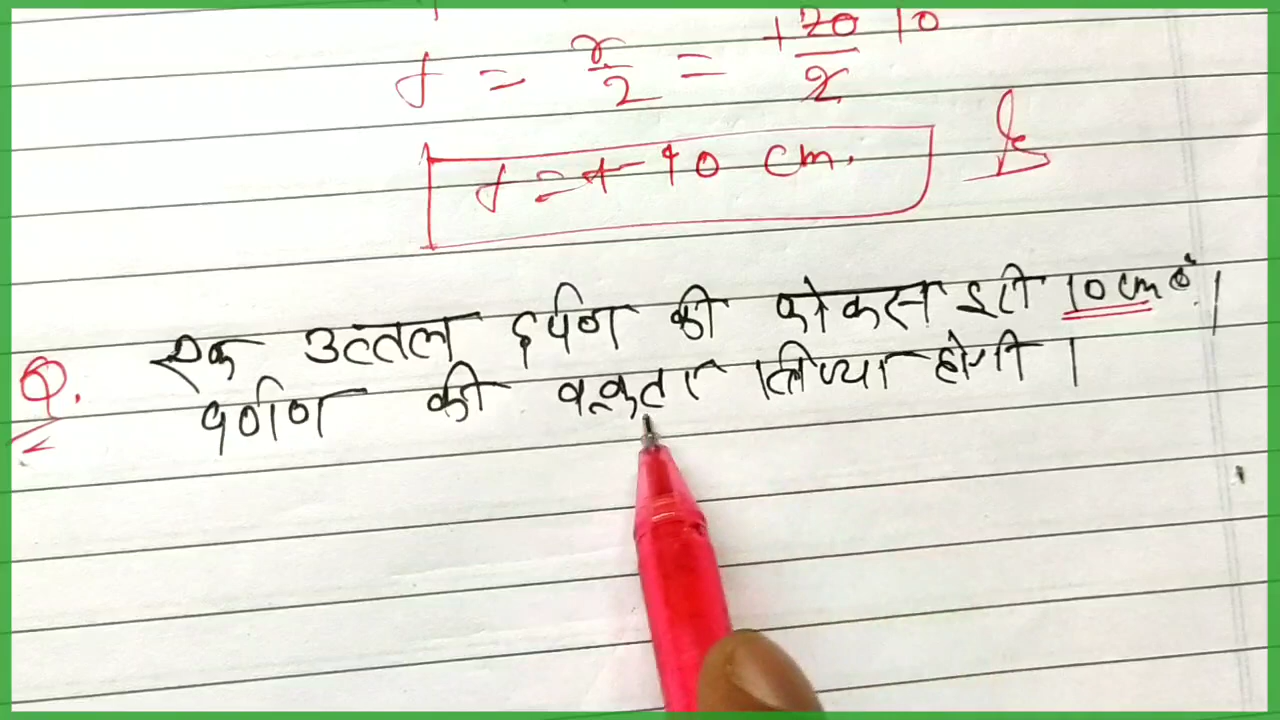 f = r/2 = +20/2 10
f = + 10 cm.
Q. एक उत्तल दर्पण की फोकस दूरी 10 cm है।
दर्पण की वक्रता त्रिज्या होगी।